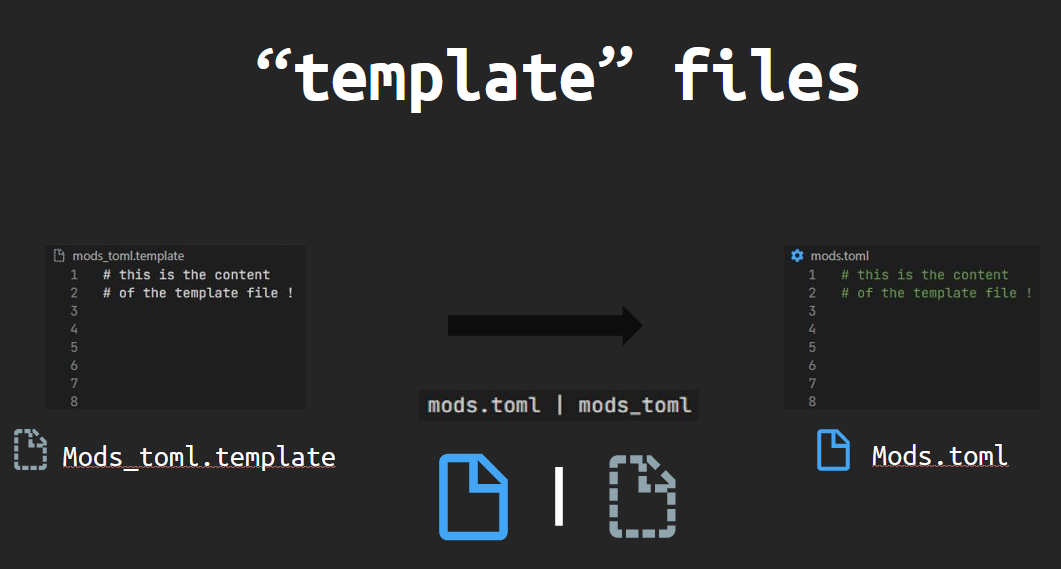 “template” files
mods_toml.template
1 # this is the content
2 # of the template file !
3
4
5
6
7
8
Mods_toml.template
mods.toml | mods_toml
|
mods.toml
1 # this is the content
2 # of the template file !
3
4
5
6
7
8
Mods.toml